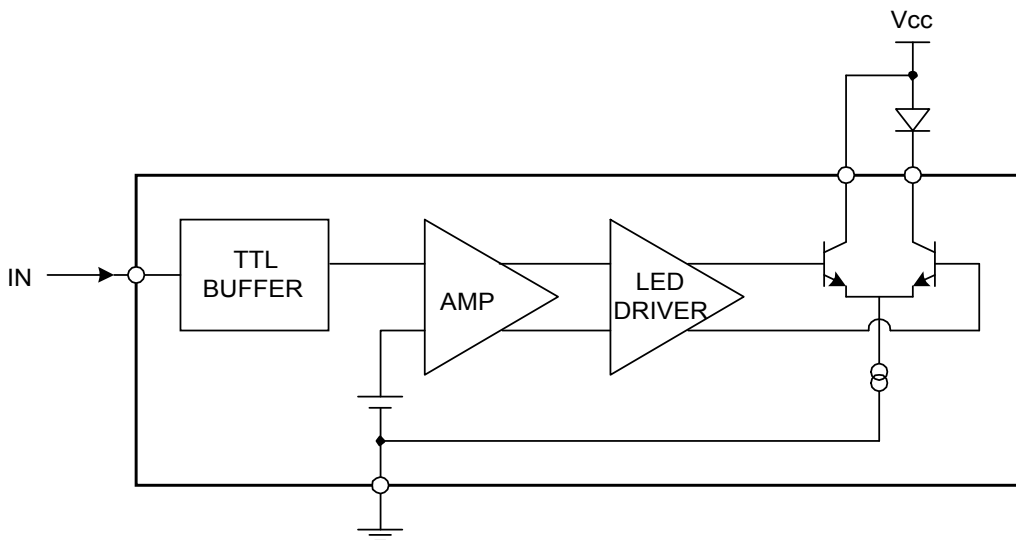 Vcc
IN
TTL
BUFFER
AMP
LED
DRIVER